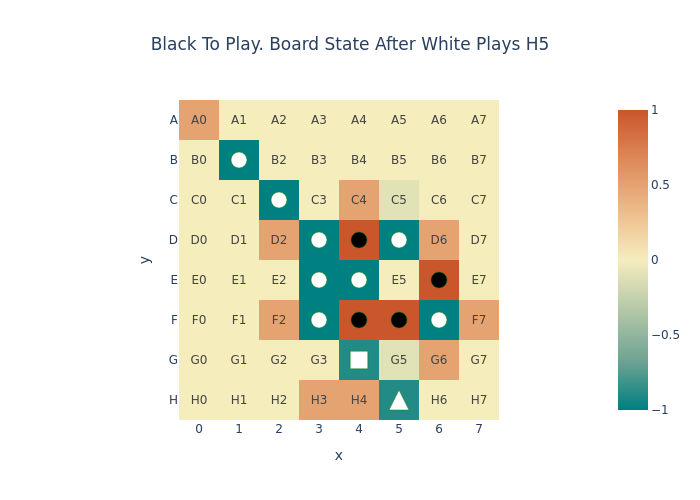 Black To Play. Board State After White Plays H5
A A0 A1 A2 A3 A4 A5 A6 A7
B B0 B2 B3 B4 B5 B6 B7
C C0 C1 C3 C4 C5 C6 C7
D D0 D1 D2 D6 D7
E E0 E1 E2 E5 E7
F F0 F1 F2 F7
G G0 G1 G2 G3 G5 G6 G7
H H0 H1 H2 H3 H4 H6 H7
0 1 2 3 4 5 6 7
x
y
1
0.5
0
−0.5
−1